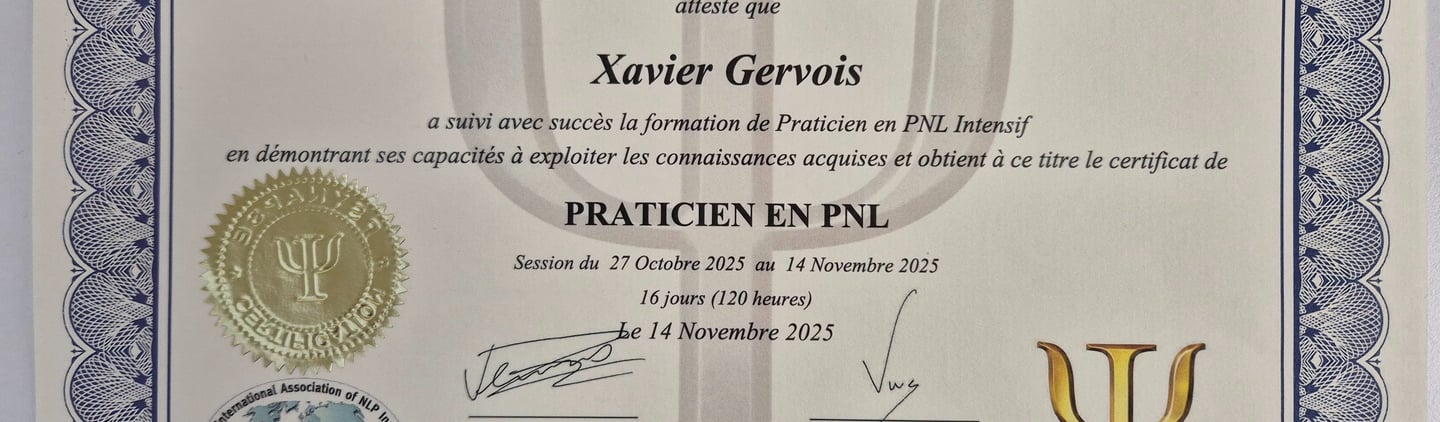 atteste que
Xavier Gervois
a suivi avec succès la formation de Praticien en PNL Intensif
en démontrant ses capacités à exploiter les connaissances acquises et obtient à ce titre le certificat de
PRATICIEN EN PNL
Session du 27 Octobre 2025 au 14 Novembre 2025
16 jours (120 heures)
Le 14 Novembre 2025
CERTIFICATION
International Association of NLP In